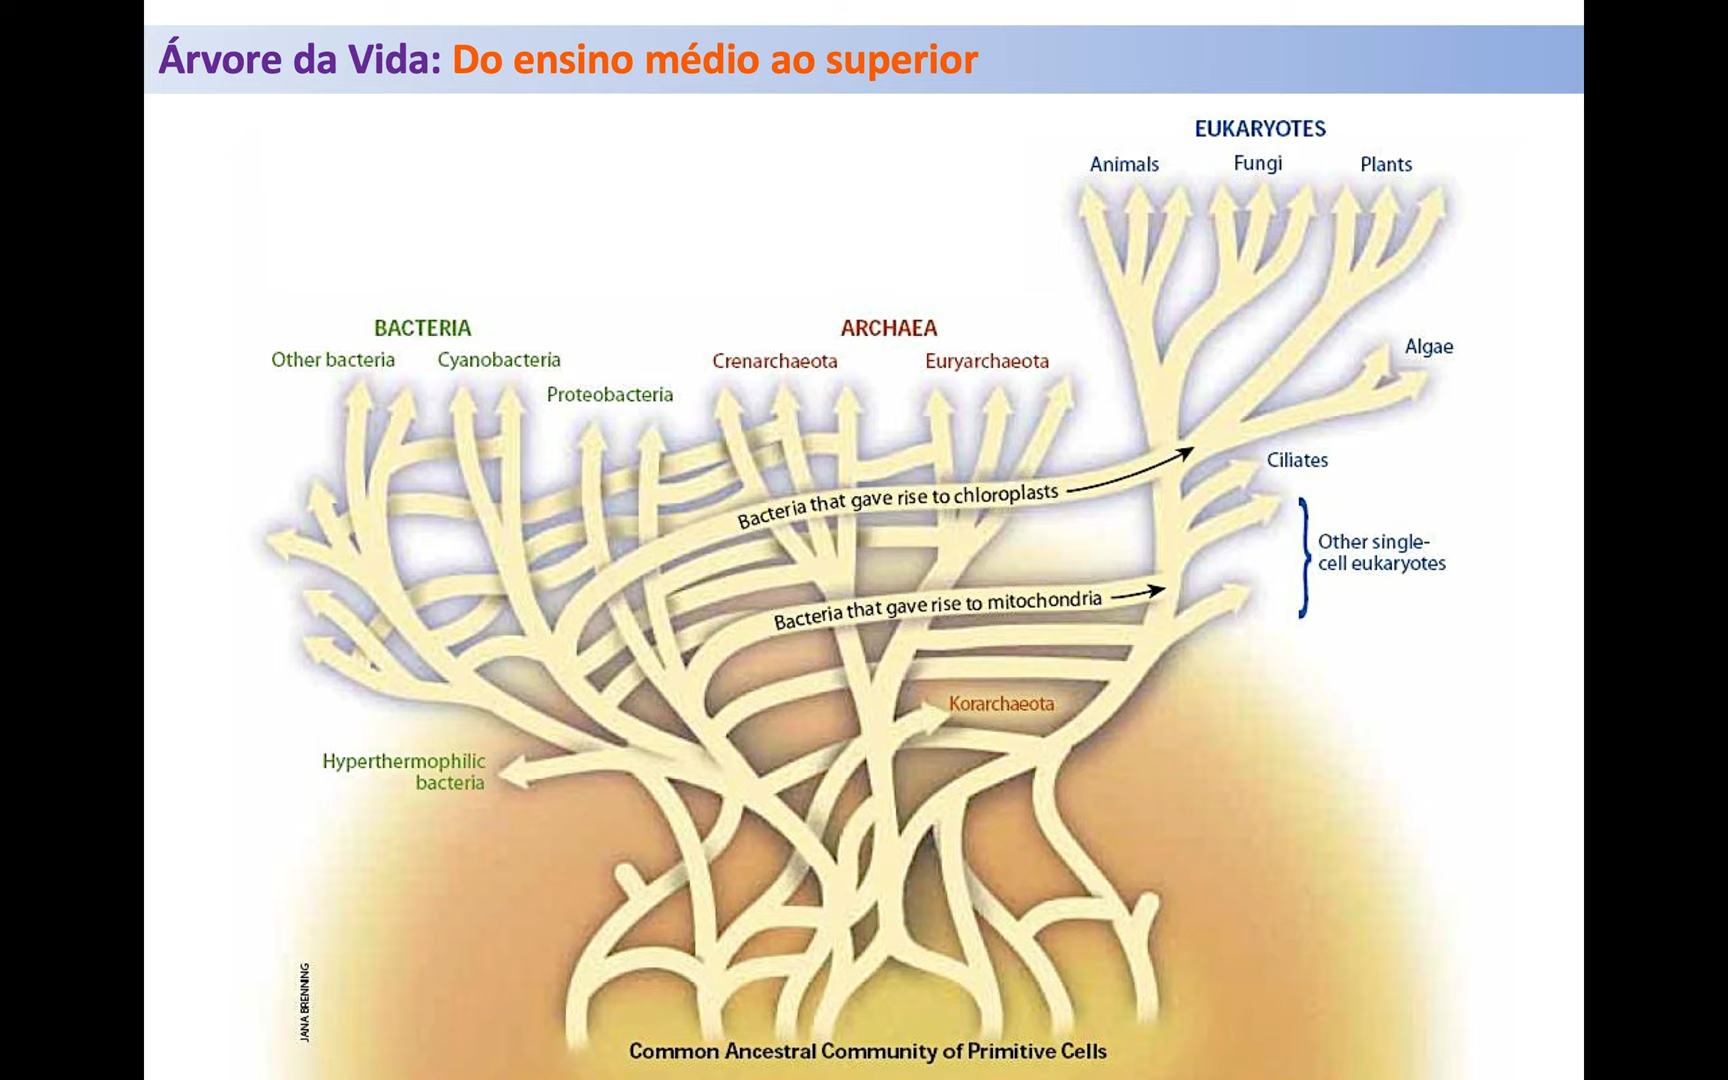 Árvore da Vida: Do ensino médio ao superior
EUKARYOTES
Animals
Fungi
Plants
BACTERIA
Other bacteria
Cyanobacteria
Proteobacteria
ARCHAEA
Crenarchaeota
Euryarchaeota
Algae
Ciliates
Bacteria that gave rise to chloroplasts
Other single-
cell eukaryotes
Bacteria that gave rise to mitochondria
Korarchaeota
Hyperthermophilic
bacteria
JANA BRENNING
Common Ancestral Community of Primitive Cells